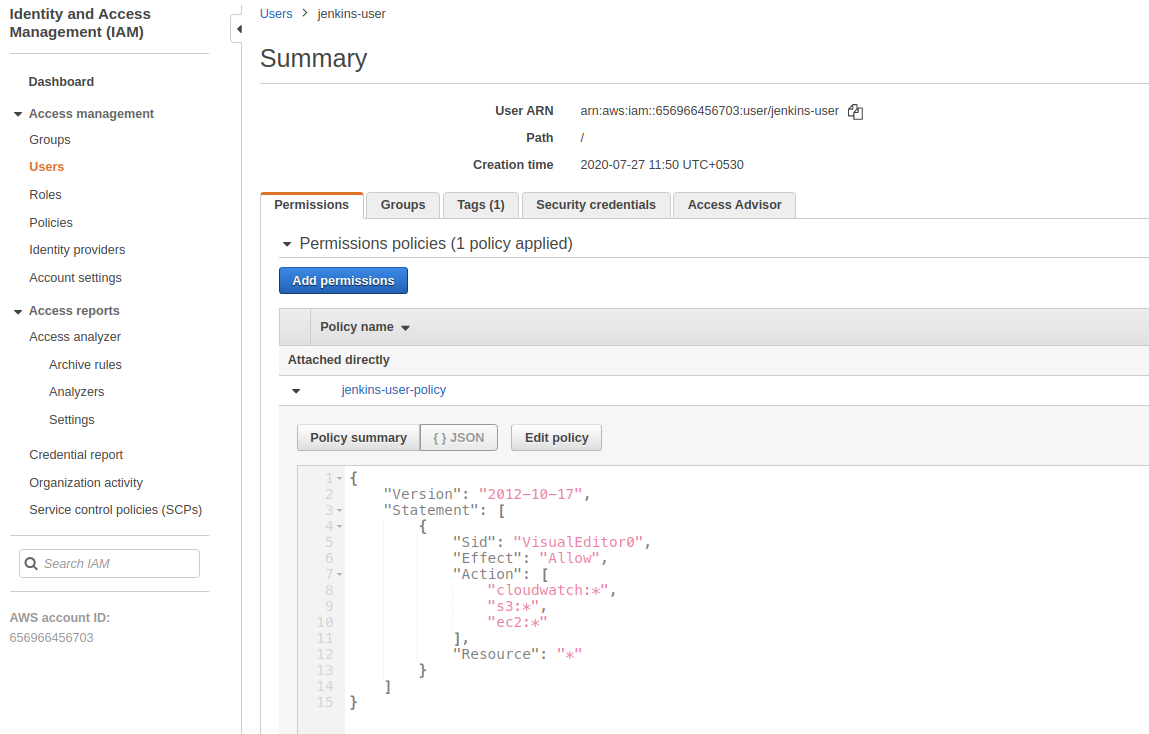 Identity and Access
Management (IAM)
Dashboard
Access management
Groups
Users
Roles
Policies
Identity providers
Account settings
Access reports
Access analyzer
Archive rules
Analyzers
Settings
Credential report
Organization activity
Service control policies (SCPs)
Search IAM
AWS account ID:
656966456703
Users > jenkins-user
Summary
User ARN arn:aws:iam::656966456703:user/jenkins-user
Path /
Creation time 2020-07-27 11:50 UTC+0530
Permissions Groups Tags (1) Security credentials Access Advisor
Permissions policies (1 policy applied)
Add permissions
Policy name
Attached directly
jenkins-user-policy
Policy summary { } JSON Edit policy
1 {
2 "Version": "2012-10-17",
3 "Statement": [
4 {
5 "Sid": "VisualEditor0",
6 "Effect": "Allow",
7 "Action": [
8 "cloudwatch:*",
9 "s3:*",
10 "ec2:*"
11 ],
12 "Resource": "*"
13 }
14 ]
15 }